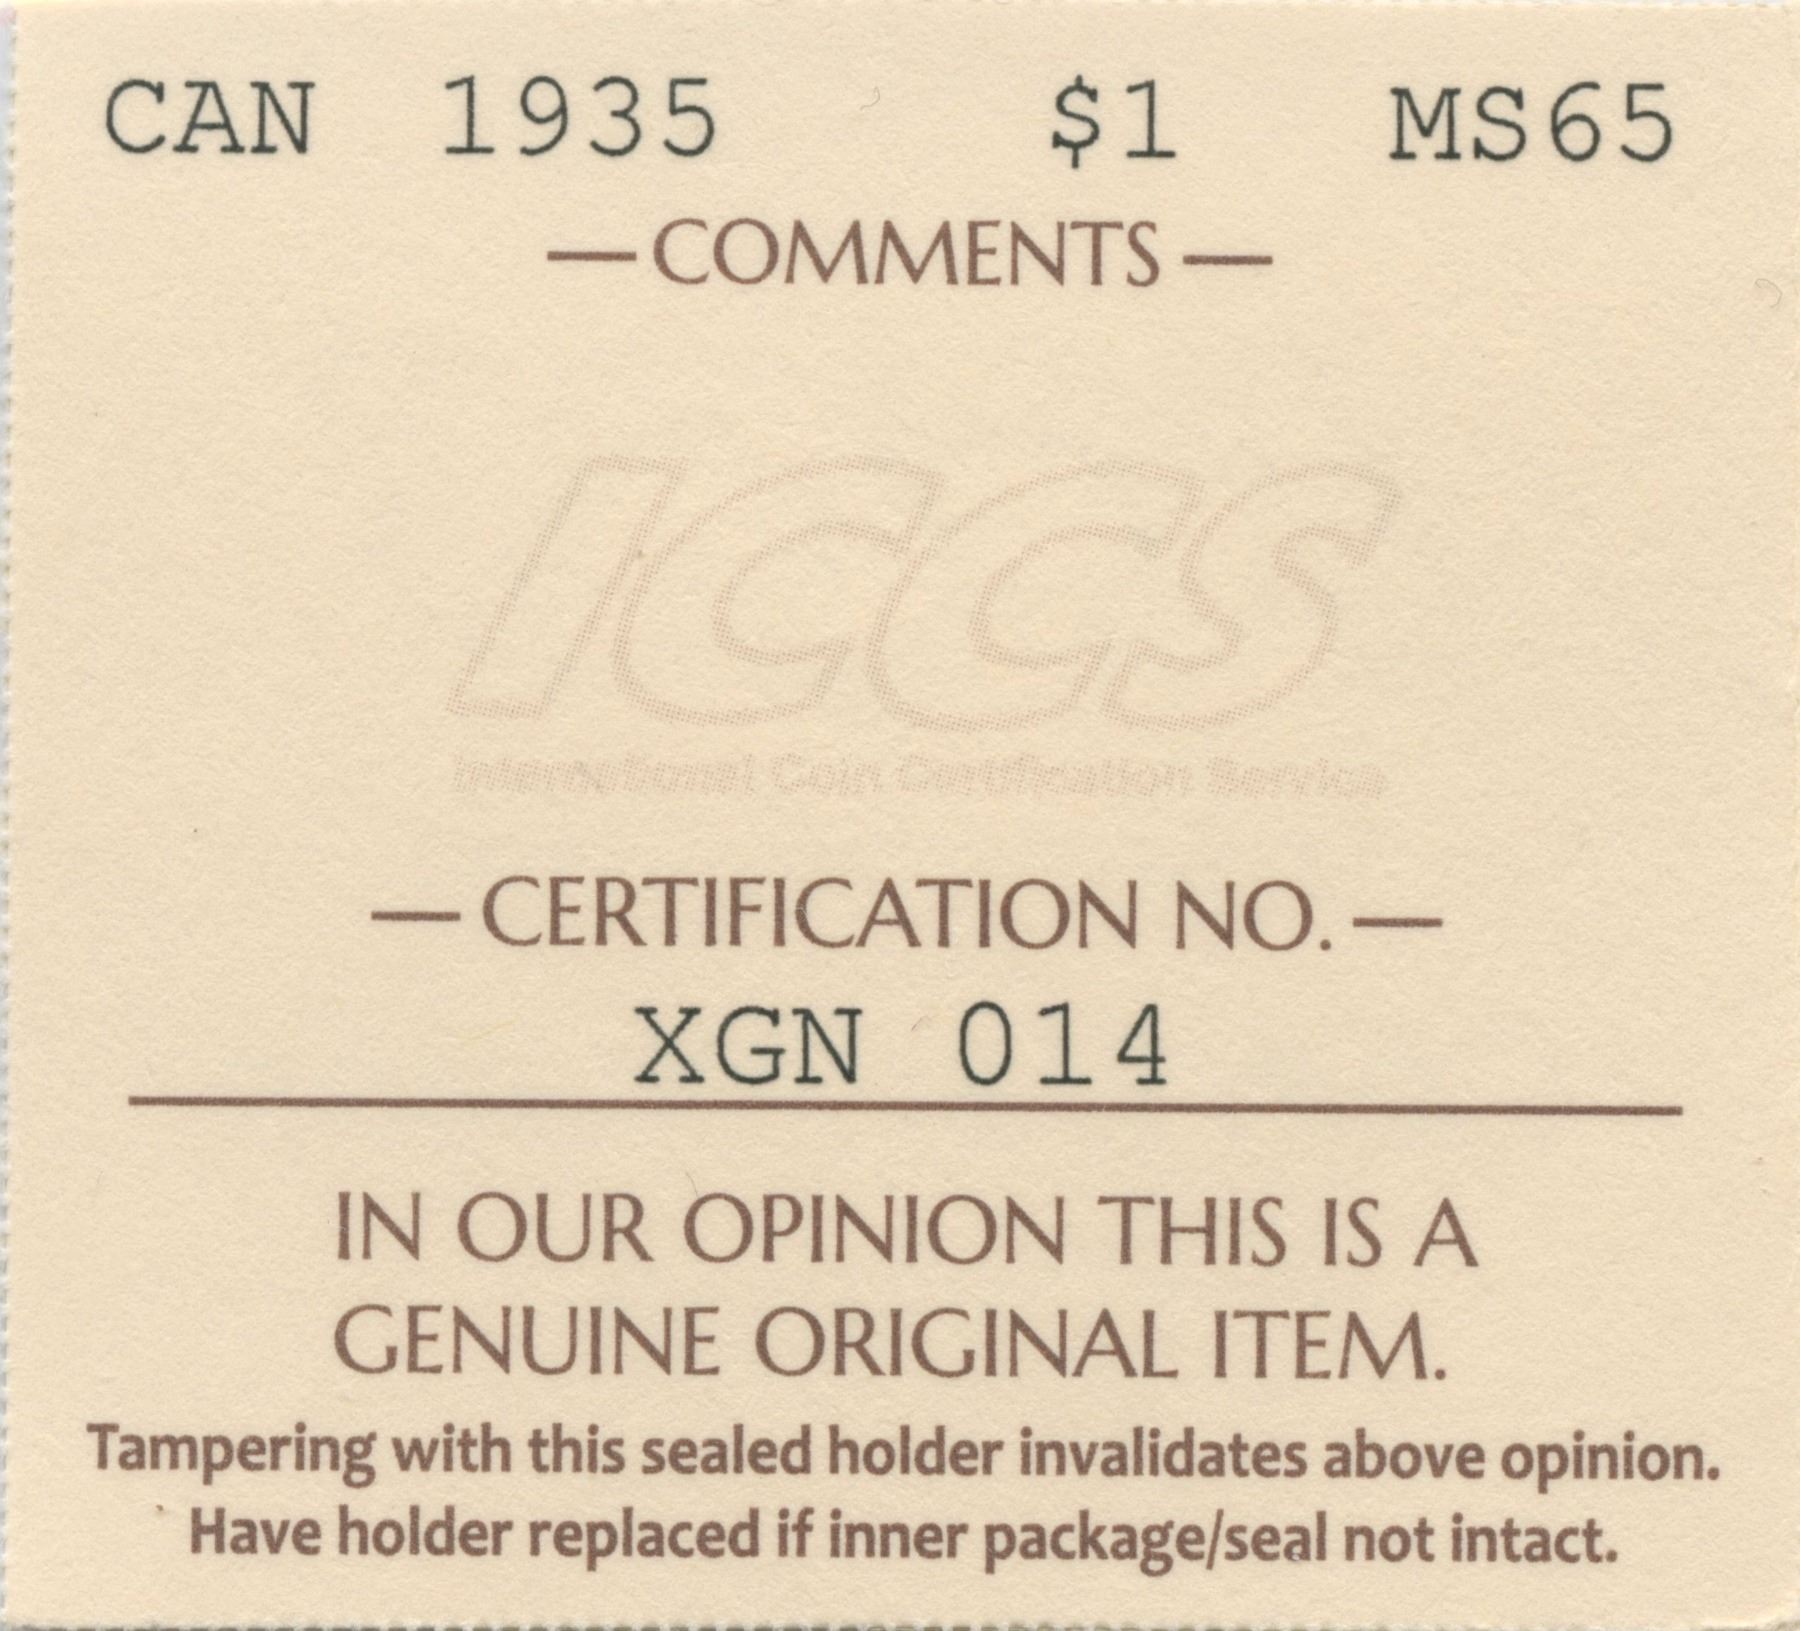 CAN 1935 $1 MS65
—COMMENTS—
ICCS
International Coin Certification Service
—CERTIFICATION NO.—
XGN 014
IN OUR OPINION THIS IS A
GENUINE ORIGINAL ITEM.
Tampering with this sealed holder invalidates above opinion.
Have holder replaced if inner package/seal not intact.